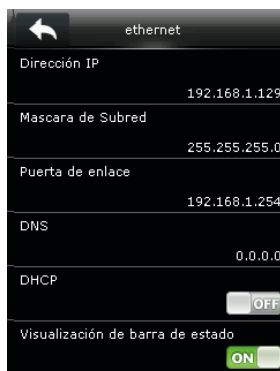 ethernet
Dirección IP
192.168.1.129
Mascara de Subred
255.255.255.0
Puerta de enlace
192.168.1.254
DNS
0.0.0.0
DHCP
OFF
Visualización de barra de estado
ON